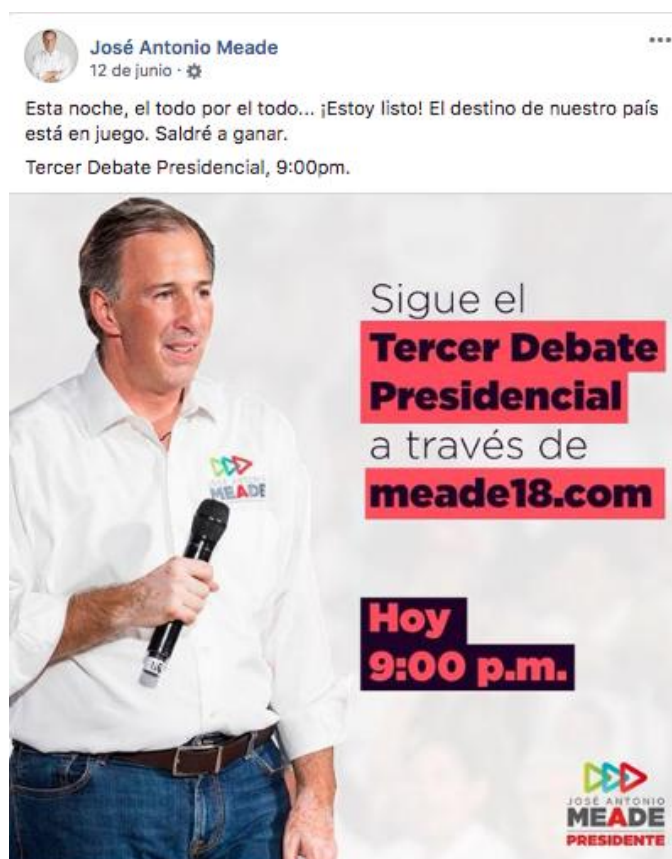 José Antonio Meade
12 de junio ·
Esta noche, el todo por el todo... ¡Estoy listo! El destino de nuestro país
está en juego. Saldré a ganar.
Tercer Debate Presidencial, 9:00pm.
Sigue el
Tercer Debate
Presidencial
a través de
meade18.com
JOSÉ ANTONIO
MEADE
Hoy
9:00 p.m.
JOSÉ ANTONIO
MEADE
PRESIDENTE